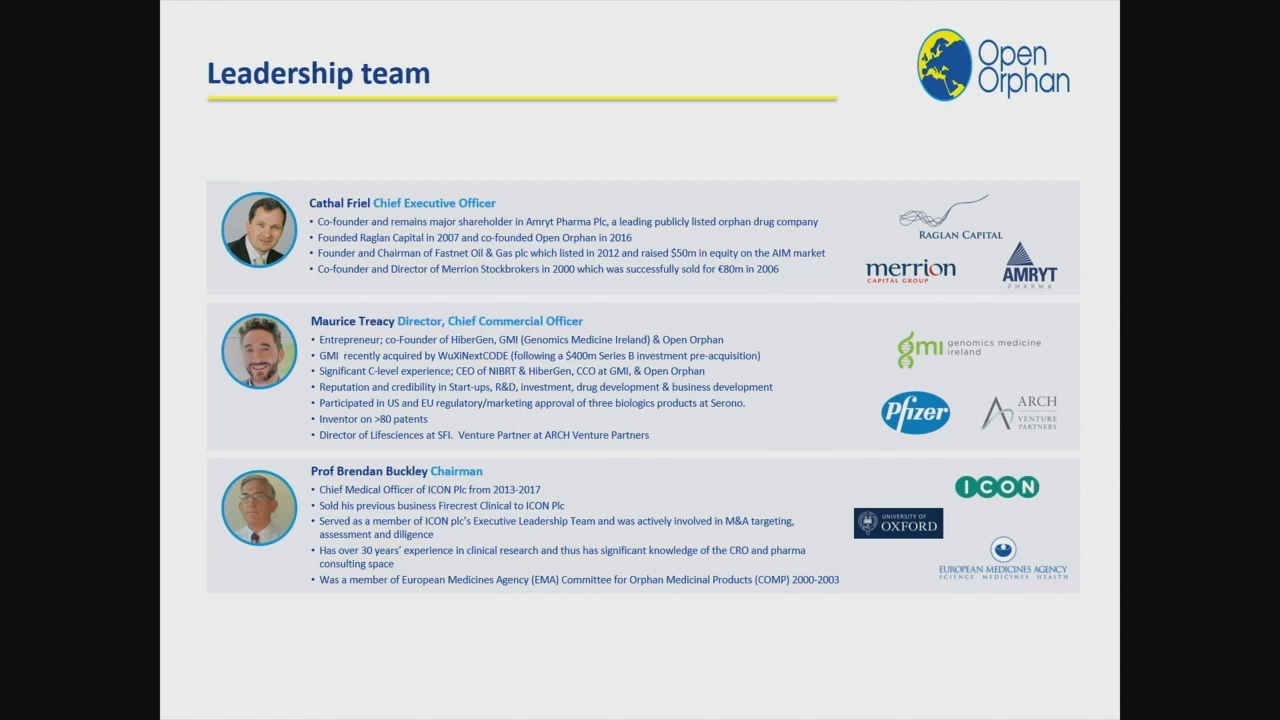 Leadership team
Open
Orphan
Cathal Friel Chief Executive Officer
• Co-founder and remains major shareholder in Amryt Pharma Plc, a leading publicly listed orphan drug company
• Founded Raglan Capital in 2007 and co-founded Open Orphan in 2016
• Founder and Chairman of Fastnet Oil & Gas plc which listed in 2012 and raised $50m in equity on the AIM market
• Co-founder and Director of Merrion Stockbrokers in 2000 which was successfully sold for €80m in 2006
RAGLAN CAPITAL
merrion
CAPITAL GROUP
AMRYT
PHARMA
Maurice Treacy Director, Chief Commercial Officer
• Entrepreneur; co-Founder of HiberGen, GMI (Genomics Medicine Ireland) & Open Orphan
• GMI recently acquired by WuXiNextCODE (following a $400m Series B investment pre-acquisition)
• Significant C-level experience; CEO of NIBRT & HiberGen, CCO at GMI, & Open Orphan
• Reputation and credibility in Start-ups, R&D, investment, drug development & business development
• Participated in US and EU regulatory/marketing approval of three biologics products at Serono.
• Inventor on >80 patents
• Director of Lifesciences at SFI. Venture Partner at ARCH Venture Partners
gmi genomics medicine
ireland
Pfizer
ARCH
VENTURE
PARTNERS
Prof Brendan Buckley Chairman
• Chief Medical Officer of ICON Plc from 2013-2017
• Sold his previous business Firecrest Clinical to ICON Plc
• Served as a member of ICON plc's Executive Leadership Team and was actively involved in M&A targeting,
assessment and diligence
• Has over 30 years' experience in clinical research and thus has significant knowledge of the CRO and pharma
consulting space
• Was a member of European Medicines Agency (EMA) Committee for Orphan Medicinal Products (COMP) 2000-2003
ICON
UNIVERSITY OF
OXFORD
EUROPEAN MEDICINES AGENCY
SCIENCE MEDICINES HEALTH